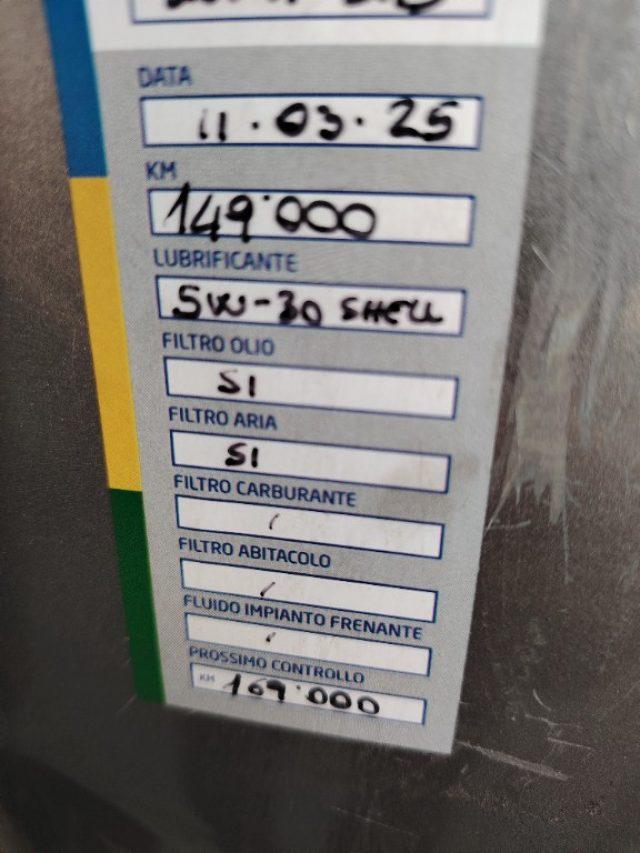 DATA
11.03.25
KM
149'000
LUBRIFICANTE
5W-30 SHELL
FILTRO OLIO
SI
FILTRO ARIA
SI
FILTRO CARBURANTE
/
FILTRO ABITACOLO
/
FLUIDO IMPIANTO FRENANTE
/
PROSSIMO CONTROLLO
KM 169'000